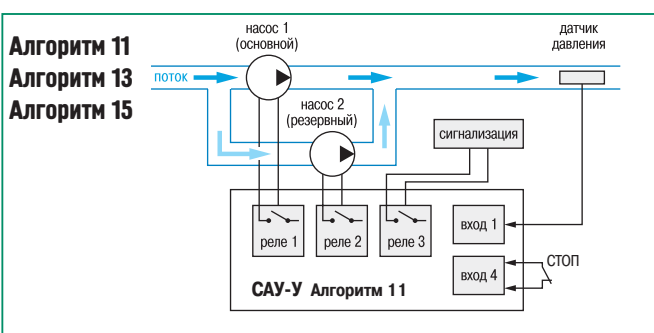 Алгоритм 11
Алгоритм 13
Алгоритм 15
насос 1
(основной)
датчик
давления
поток
насос 2
(резервный)
сигнализация
реле 1
реле 2
реле 3
вход 1
вход 4
СТОП
САУ-У Алгоритм 11